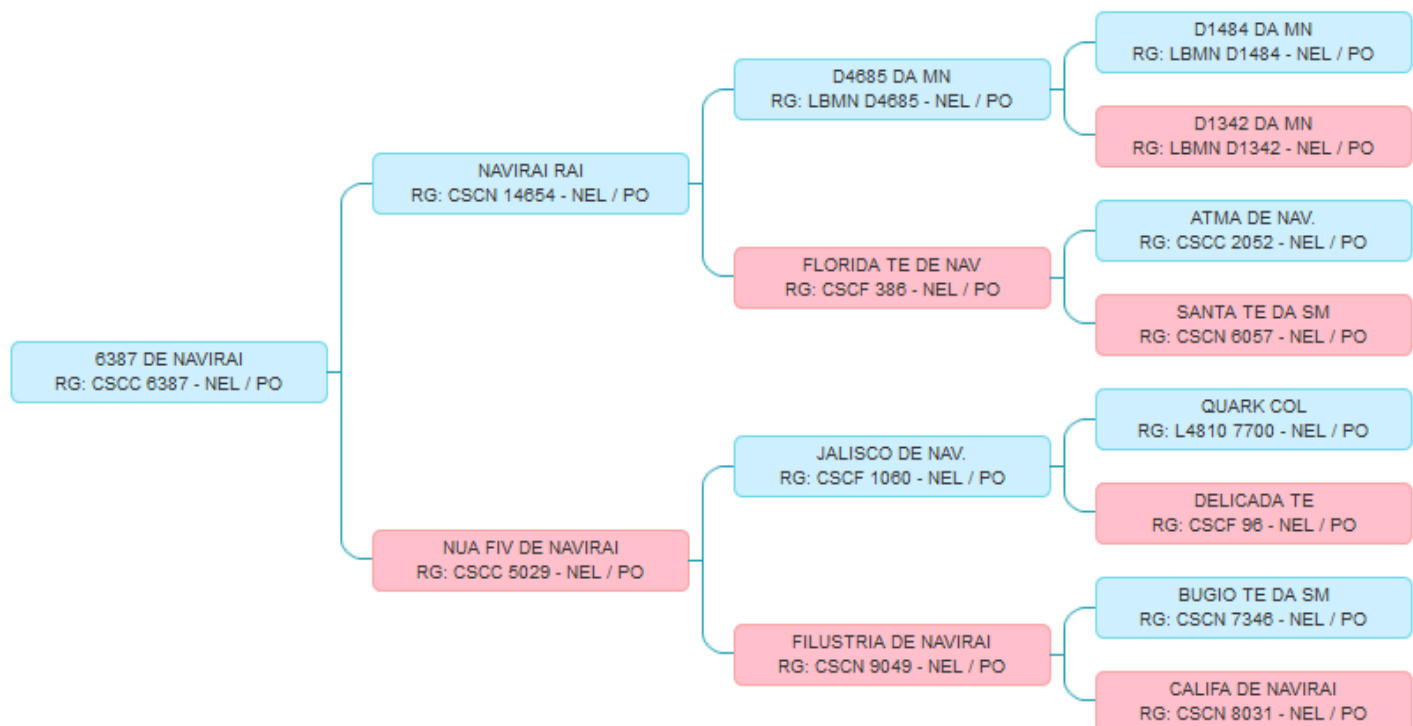 D1484 DA MN
RG: LBMN D1484 - NEL / PO
D4685 DA MN
RG: LBMN D4685 - NEL / PO
D1342 DA MN
RG: LBMN D1342 - NEL / PO
NAVIRAI RAI
RG: CSCN 14654 - NEL / PO
ATMA DE NAV.
RG: CSCC 2052 - NEL / PO
FLORIDA TE DE NAV
RG: CSCF 386 - NEL / PO
SANTA TE DA SM
RG: CSCN 6057 - NEL / PO
6387 DE NAVIRAI
RG: CSCC 6387 - NEL / PO
QUARK COL
RG: L4810 7700 - NEL / PO
JALISCO DE NAV.
RG: CSCF 1060 - NEL / PO
DELICADA TE
RG: CSCF 96 - NEL / PO
NUA FIV DE NAVIRAI
RG: CSCC 5029 - NEL / PO
BUGIO TE DA SM
RG: CSCN 7346 - NEL / PO
FILUSTRIA DE NAVIRAI
RG: CSCN 9049 - NEL / PO
CALIFA DE NAVIRAI
RG: CSCN 8031 - NEL / PO